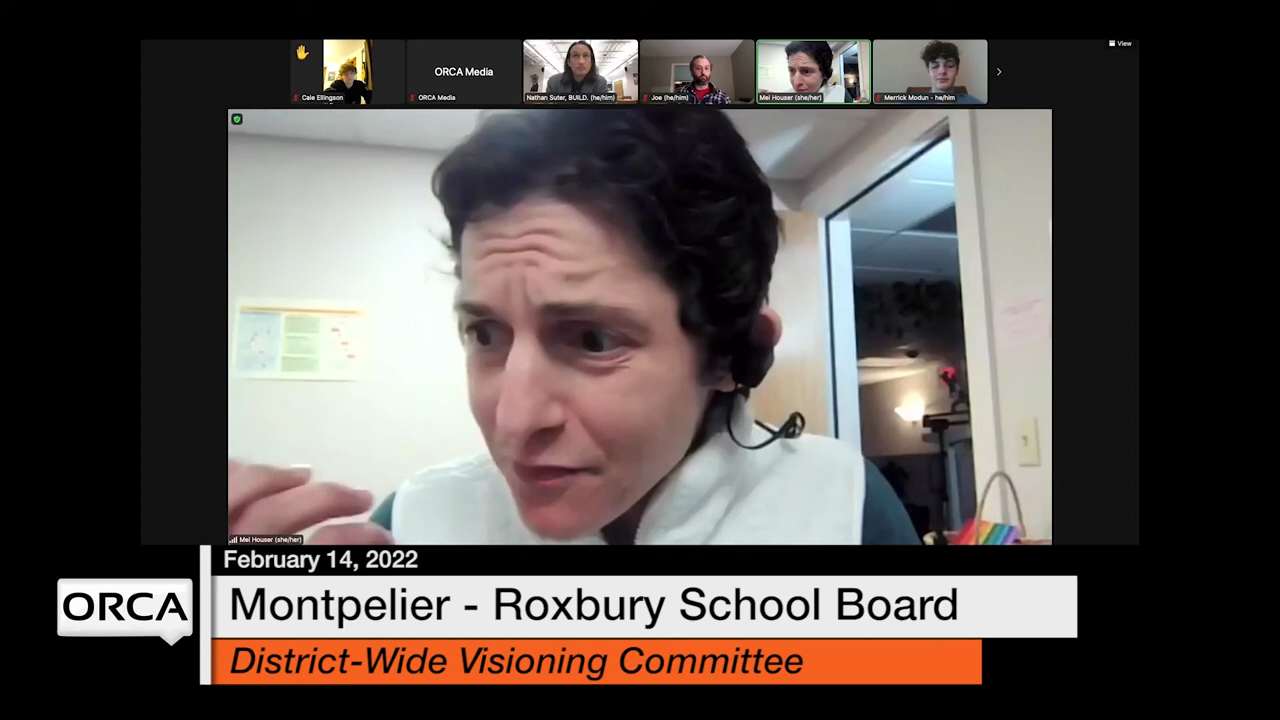 View
Cale Ellingson
ORCA Media
ORCA Media
Nathan Suter, BUILD. (he/him)
Joe (he/him)
Mel Houser (she/her)
Merrick Modun - he/him
Mel Houser (she/her)
February 14, 2022
ORCA
Montpelier - Roxbury School Board
District-Wide Visioning Committee